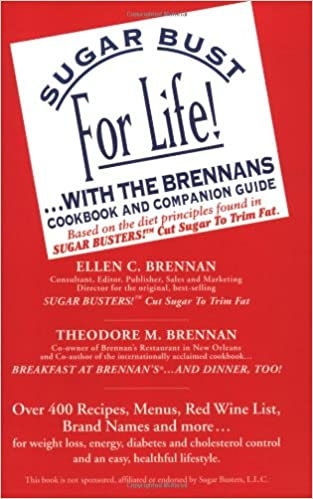 SUGAR BUST
For Life!
...WITH THE BRENNANS
COOKBOOK AND COMPANION GUIDE
Based on the diet principles found in
SUGAR BUSTERS!™ Cut Sugar To Trim Fat.
ELLEN C. BRENNAN
Consultant, Editor, Publisher, Sales and Marketing
Director for the original, best-selling
SUGAR BUSTERS!™ Cut Sugar To Trim Fat
THEODORE M. BRENNAN
Co-owner of Brennan's Restaurant in New Orleans
and Co-author of the internationally acclaimed cookbook...
BREAKFAST AT BRENNAN'S®...AND DINNER, TOO!
Over 400 Recipes, Menus, Red Wine List,
Brand Names and more...
for weight loss, energy, diabetes and cholesterol control
and an easy, healthful lifestyle.
This book is not sponsored, affiliated or endorsed by Sugar Busters, L.L.C.